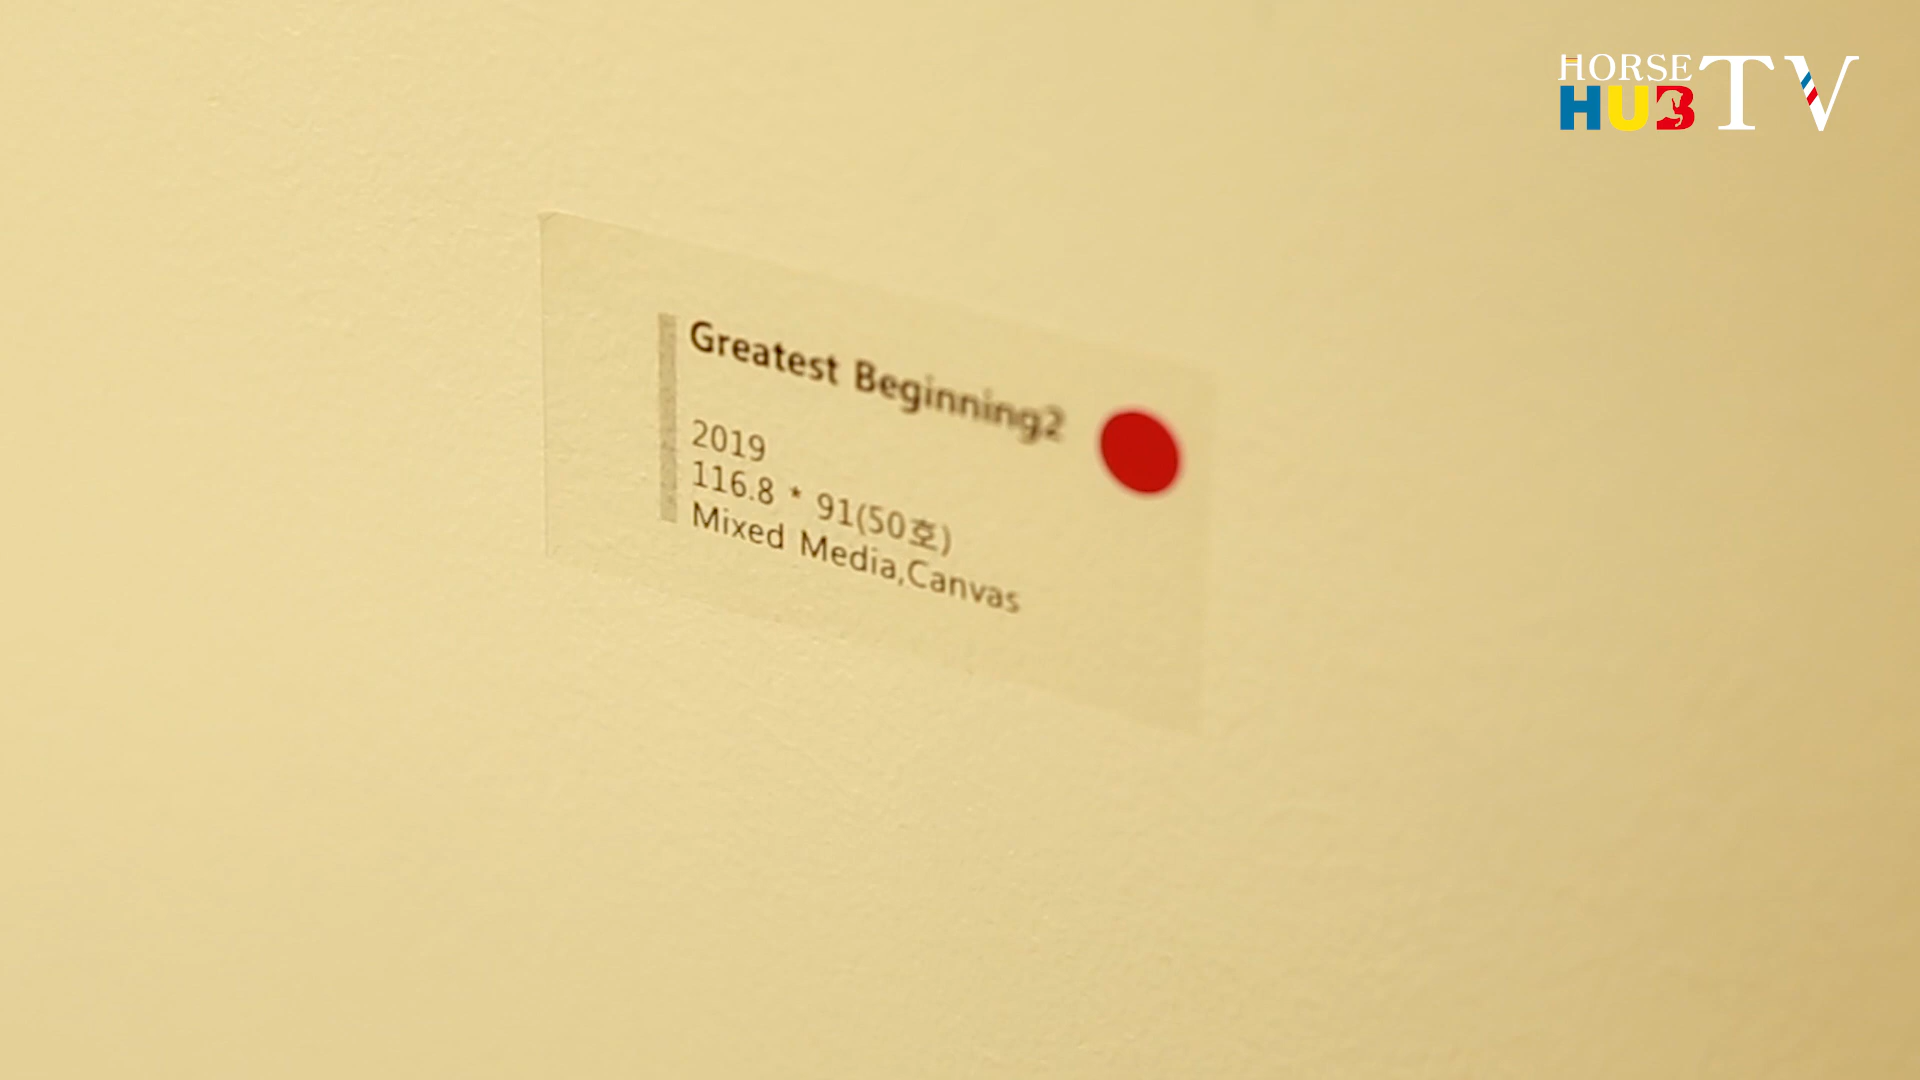 HORSE
HUB TV
Greatest Beginning2
2019
116.8 * 91(50호)
Mixed Media,Canvas